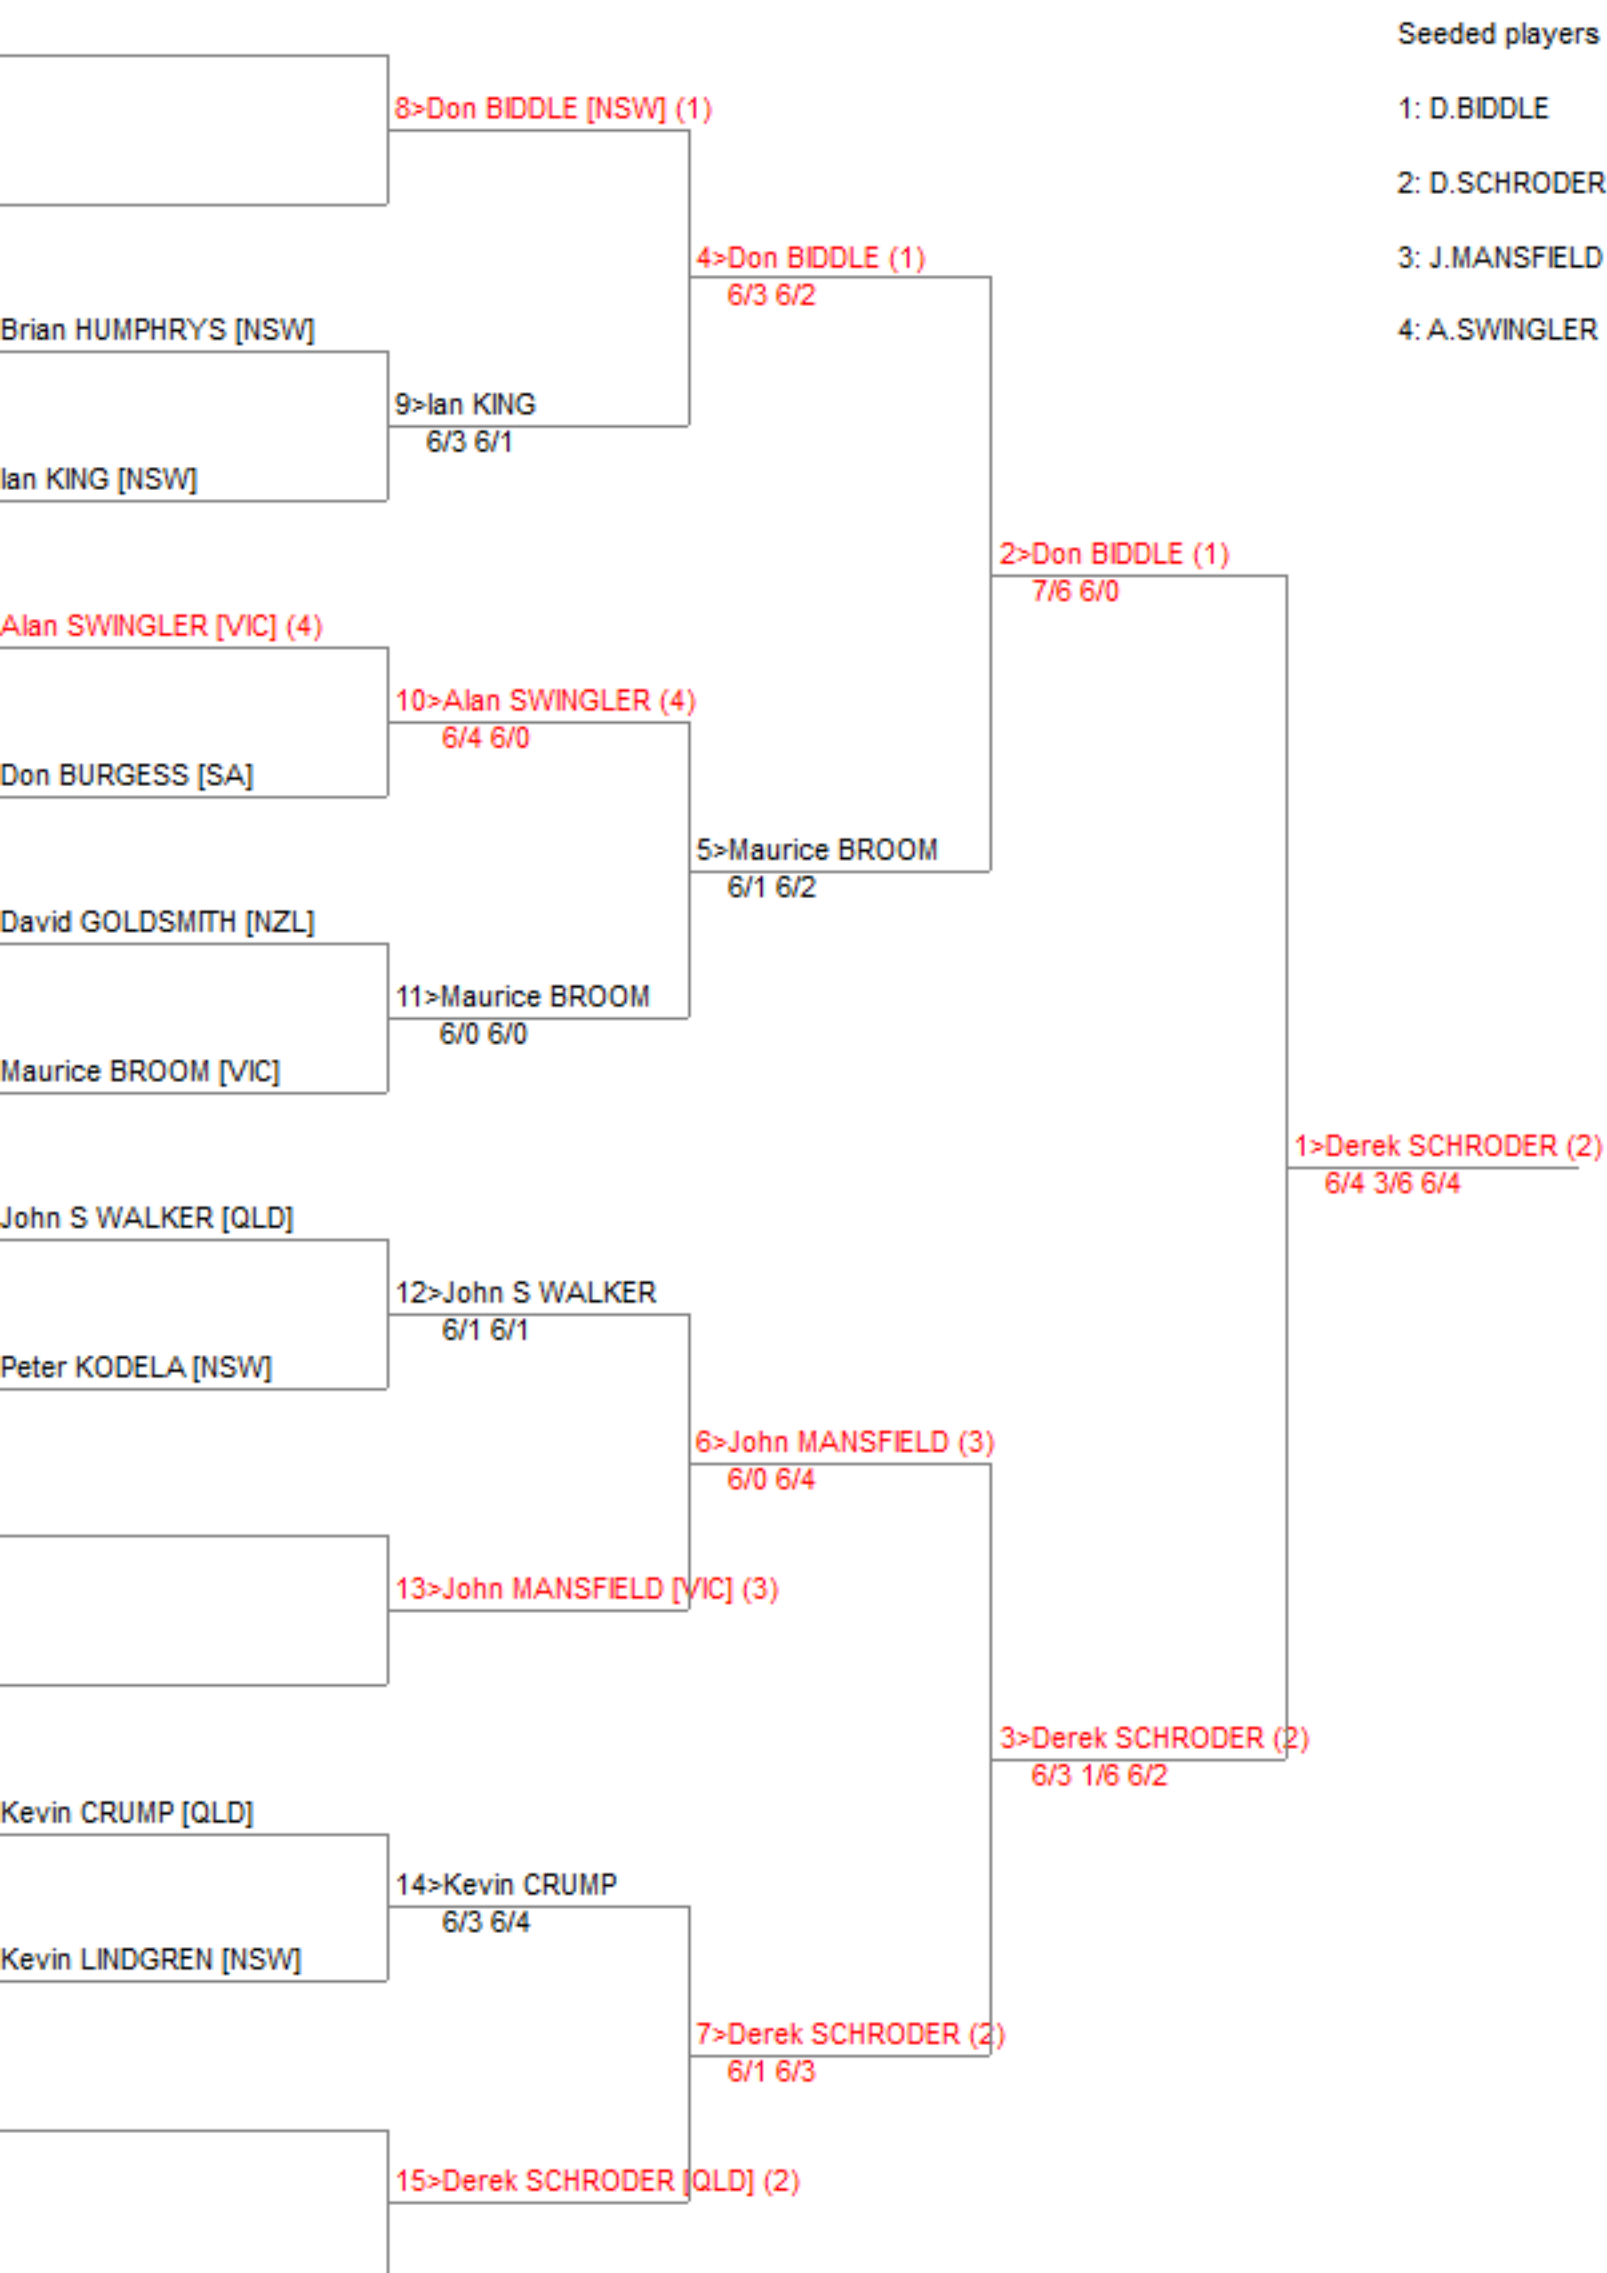 Seeded players
8>Don BIDDLE [NSW] (1)
1: D.BIDDLE
2: D.SCHRODER
4>Don BIDDLE (1)
3: J.MANSFIELD
6/3 6/2
Brian HUMPHRYS [NSW]
4: A.SWINGLER
9>Ian KING
6/3 6/1
Ian KING [NSW]
2>Don BIDDLE (1)
7/6 6/0
Alan SWINGLER [VIC] (4)
10>Alan SWINGLER (4)
6/4 6/0
Don BURGESS [SA]
5>Maurice BROOM
6/1 6/2
David GOLDSMITH [NZL]
11>Maurice BROOM
6/0 6/0
Maurice BROOM [VIC]
1>Derek SCHRODER (2)
6/4 3/6 6/4
John S WALKER [QLD]
12>John S WALKER
6/1 6/1
Peter KODELA [NSW]
6>John MANSFIELD (3)
6/0 6/4
13>John MANSFIELD [VIC] (3)
3>Derek SCHRODER (2)
6/3 1/6 6/2
Kevin CRUMP [QLD]
14>Kevin CRUMP
6/3 6/4
Kevin LINDGREN [NSW]
7>Derek SCHRODER (2)
6/1 6/3
15>Derek SCHRODER [QLD] (2)